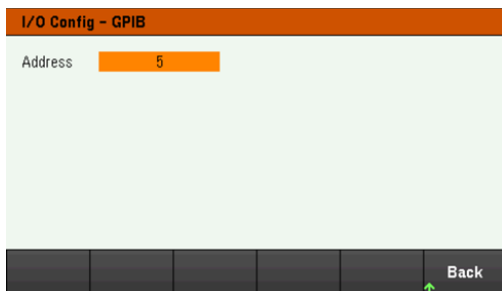 I/O Config – GPIB
Address 5
Back